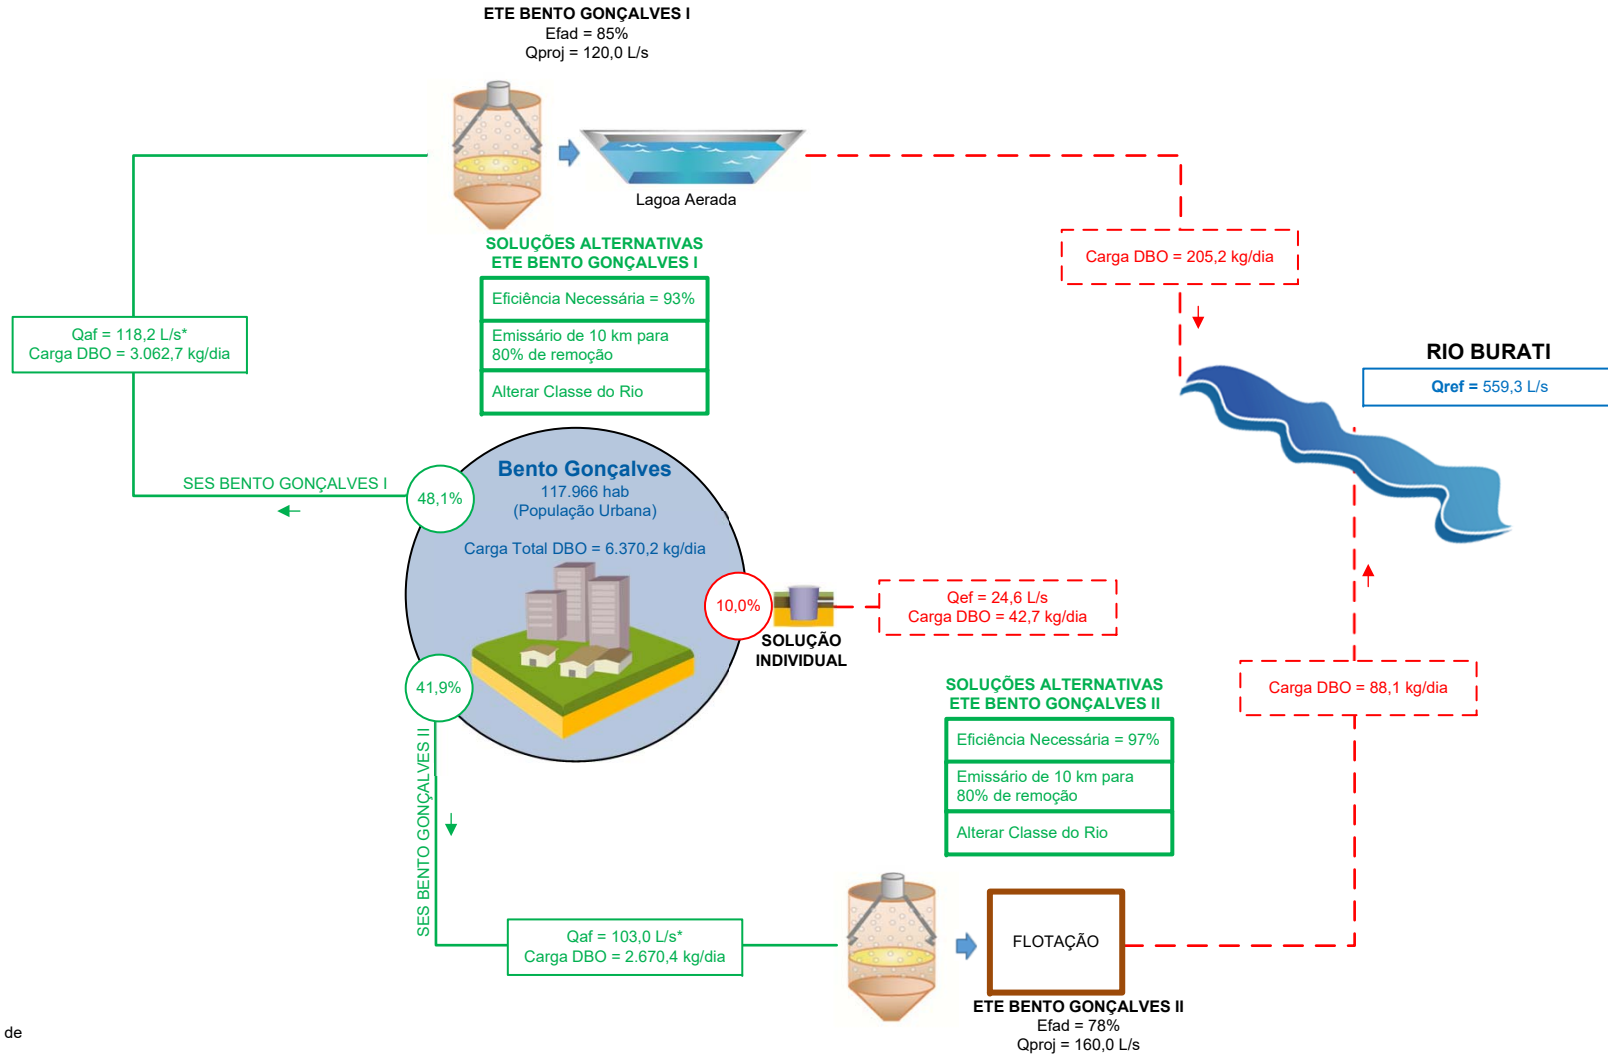 ETE BENTO GONÇALVES I
Efad = 85%
Qproj = 120,0 L/s
Lagoa Aerada
SOLUÇÕES ALTERNATIVAS
ETE BENTO GONÇALVES I
Eficiência Necessária = 93%
Emissário de 10 km para
80% de remoção
Alterar Classe do Rio
Carga DBO = 205,2 kg/dia
Qaf = 118,2 L/s*
Carga DBO = 3.062,7 kg/dia
RIO BURATI
Qref = 559,3 L/s
SES BENTO GONÇALVES I
48,1%
Bento Gonçalves
117.966 hab
(População Urbana)
Carga Total DBO = 6.370,2 kg/dia
10,0%
SOLUÇÃO
INDIVIDUAL
Qef = 24,6 L/s
Carga DBO = 42,7 kg/dia
41,9%
SES BENTO GONÇALVES II
SOLUÇÕES ALTERNATIVAS
ETE BENTO GONÇALVES II
Eficiência Necessária = 97%
Emissário de 10 km para
80% de remoção
Alterar Classe do Rio
Carga DBO = 88,1 kg/dia
Qaf = 103,0 L/s*
Carga DBO = 2.670,4 kg/dia
FLOTAÇÃO
ETE BENTO GONÇALVES II
Efad = 78%
Qproj = 160,0 L/s
de